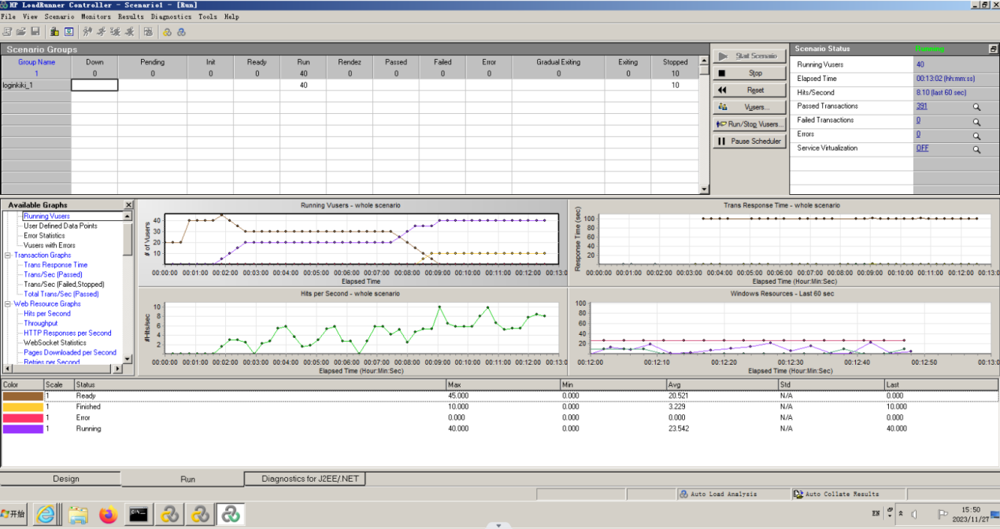 HP LoadRunner Controller - Scenario1 - [Run]
File View Scenario Monitors Results Diagnostics Tools Help
Scenario Groups
Group Name Down Pending Init Ready Run Rendez Passed Failed Error Gradual Exiting Exiting Stopped
1 0 0 0 0 40 0 0 0 0 0 0 10
loginkiki_1 40 10
Start Scenario
Stop
Reset
Vusers...
Run/Stop Vusers...
Pause Scheduler
Scenario Status Running
Running Vusers 40
Elapsed Time 00:13:02 (hh:mm:ss)
Hits/Second 8.10 (last 60 sec)
Passed Transactions 391
Failed Transactions 0
Errors 0
Service Virtualization OFF
Available Graphs
Running Vusers
User Defined Data Points
Error Statistics
Vusers with Errors
Transaction Graphs
Trans Response Time
Trans/Sec (Passed)
Trans/Sec (Failed,Stopped)
Total Trans/Sec (Passed)
Web Resource Graphs
Hits per Second
Throughput
HTTP Responses per Second
WebSocket Statistics
Pages Downloaded per Second
Retries per Second
Running Vusers - whole scenario
# of Vusers
40
30
20
10
00:00:00 00:01:00 00:02:00 00:03:00 00:04:00 00:05:00 00:06:00 00:07:00 00:08:00 00:09:00 00:10:00 00:11:00 00:12:00 00:13:0
Elapsed Time
Trans Response Time - whole scenario
Response Time (sec)
100
80
60
40
20
00:00:00 00:01:00 00:02:00 00:03:00 00:04:00 00:05:00 00:06:00 00:07:00 00:08:00 00:09:00 00:10:00 00:11:00 00:12:00 00:13:0
Elapsed Time (Hour:Min:Sec)
Hits per Second - whole scenario
#Hits/sec
10
8
6
4
2
00:00:00 00:01:00 00:02:00 00:03:00 00:04:00 00:05:00 00:06:00 00:07:00 00:08:00 00:09:00 00:10:00 00:11:00 00:12:00 00:13:0
Elapsed Time (Hour:Min:Sec)
Windows Resources - Last 60 sec
100
80
60
40
20
00:12:00 00:12:10 00:12:20 00:12:30 00:12:40 00:12:50 00:13:0
Elapsed Time (Hour:Min:Sec)
Color Scale Status Max Min Avg Std Last
1 Ready 45.000 0.000 20.521 N/A 0.000
1 Finished 10.000 0.000 3.229 N/A 10.000
1 Error 0.000 0.000 0.000 N/A 0.000
1 Running 40.000 0.000 23.542 N/A 40.000
Design Run Diagnostics for J2EE/.NET
Auto Load Analysis Auto Collate Results
开始
EN
15:50
2023/11/27